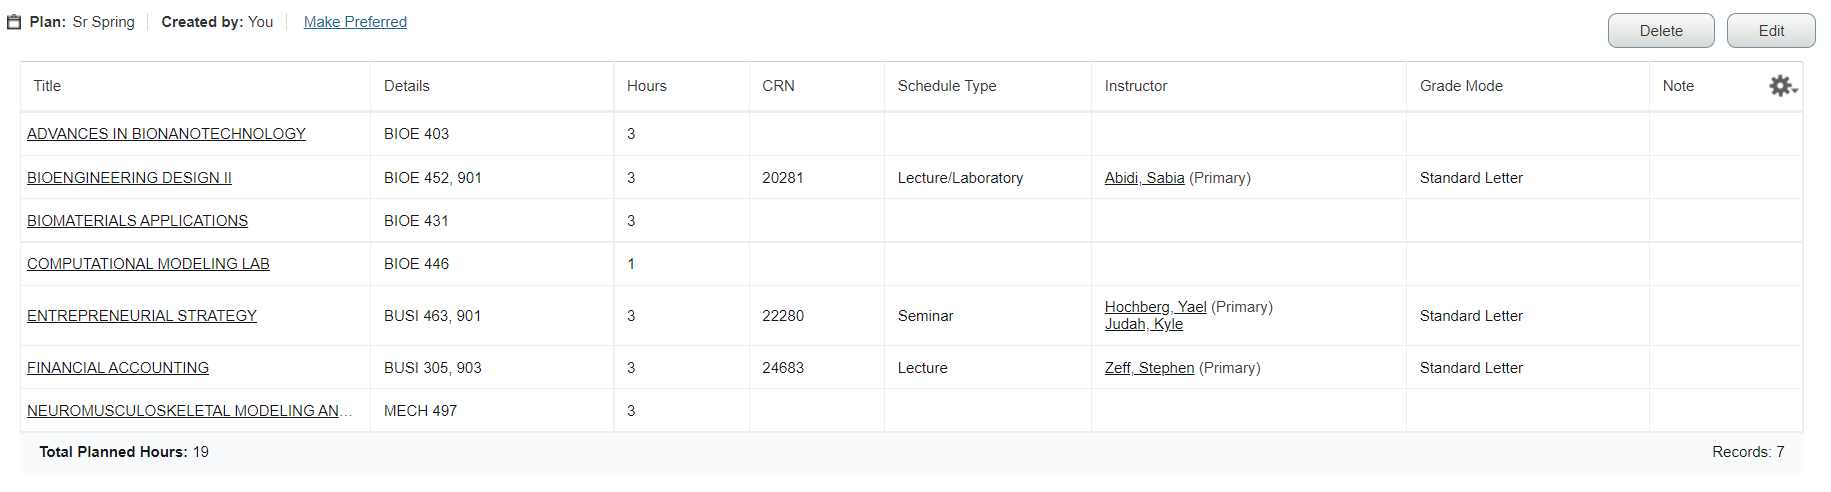 Plan: Sr Spring Created by: You Make Preferred Delete Edit
Title Details Hours CRN Schedule Type Instructor Grade Mode Note
ADVANCES IN BIONANOTECHNOLOGY BIOE 403 3
BIOENGINEERING DESIGN II BIOE 452, 901 3 20281 Lecture/Laboratory Abidi, Sabia (Primary) Standard Letter
BIOMATERIALS APPLICATIONS BIOE 431 3
COMPUTATIONAL MODELING LAB BIOE 446 1
ENTREPRENEURIAL STRATEGY BUSI 463, 901 3 22280 Seminar Hochberg, Yael (Primary) Standard Letter
Judah, Kyle
FINANCIAL ACCOUNTING BUSI 305, 903 3 24683 Lecture Zeff, Stephen (Primary) Standard Letter
NEUROMUSCULOSKELETAL MODELING AN... MECH 497 3
Total Planned Hours: 19 Records: 7